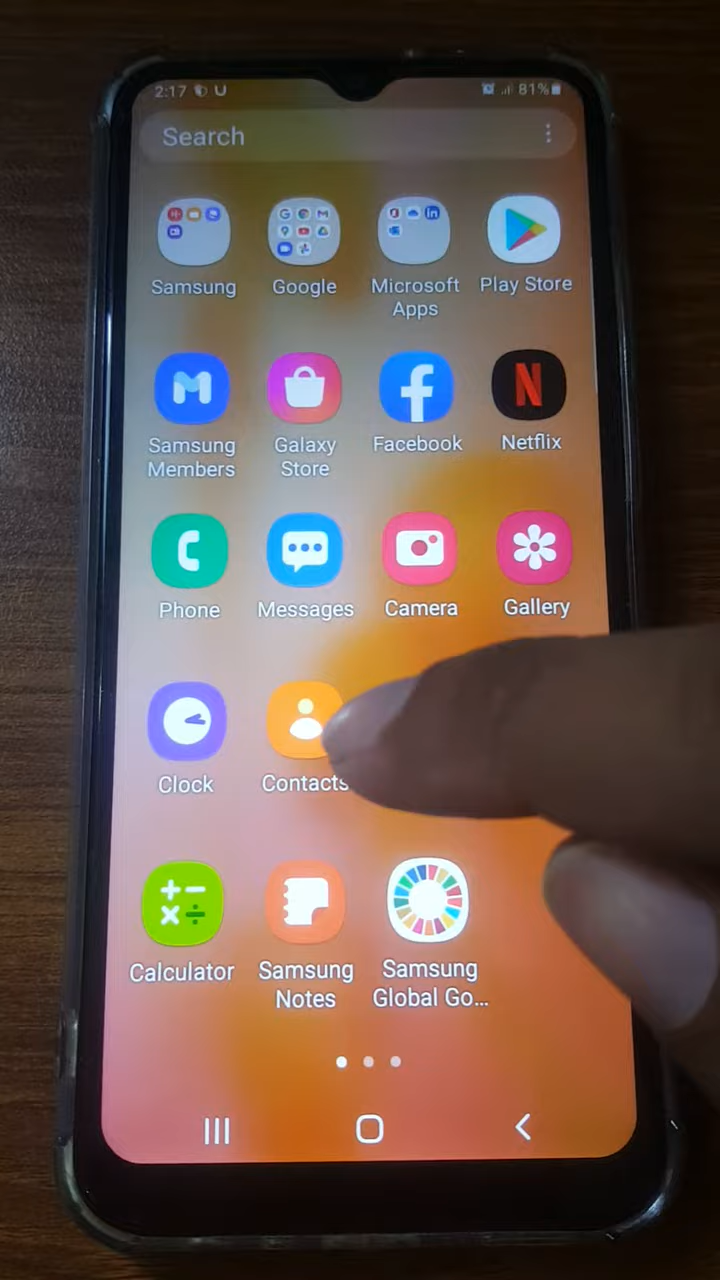 2:17 U 81%
Search
Samsung Google Microsoft Apps Play Store
Samsung Members Galaxy Store Facebook Netflix
Phone Messages Camera Gallery
Clock Contacts
Calculator Samsung Notes Samsung Global Go...